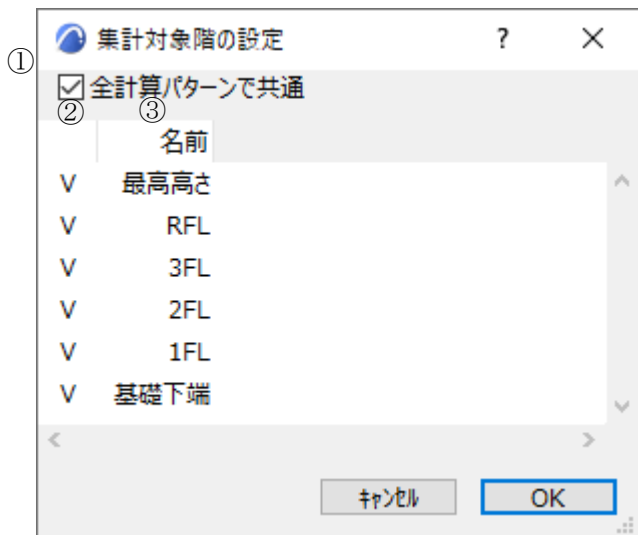 集計対象階の設定 ? ×
①
全計算パターンで共通
② ③
名前
V 最高高さ
V RFL
V 3FL
V 2FL
V 1FL
V 基礎下端
ｷｬﾝｾﾙ OK